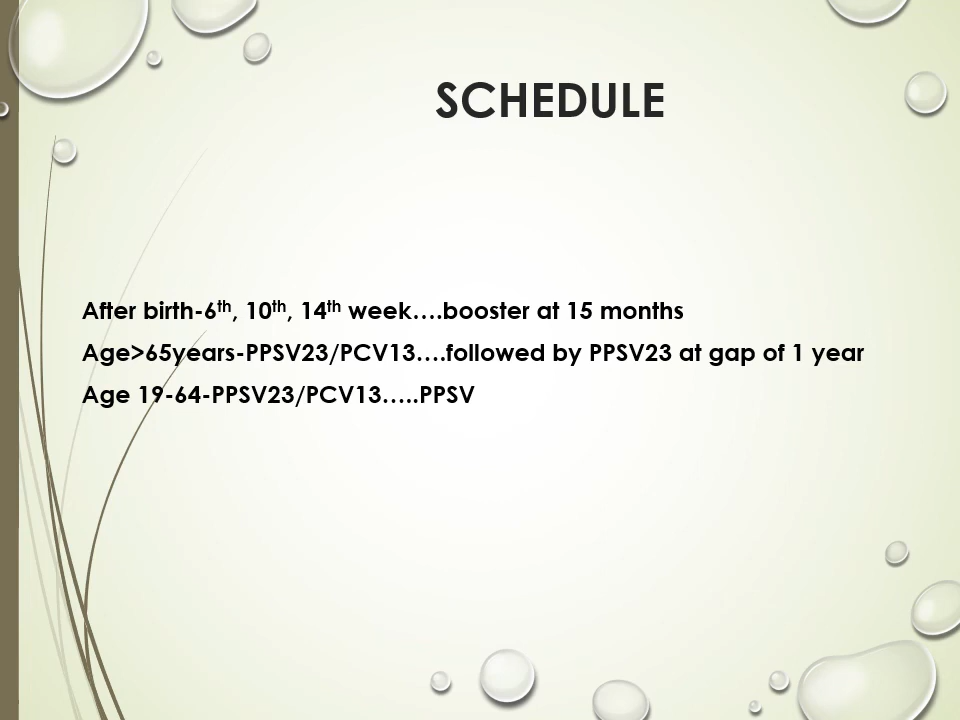 SCHEDULE
After birth-6th, 10th, 14th week….booster at 15 months
Age>65years-PPSV23/PCV13….followed by PPSV23 at gap of 1 year
Age 19-64-PPSV23/PCV13…..PPSV